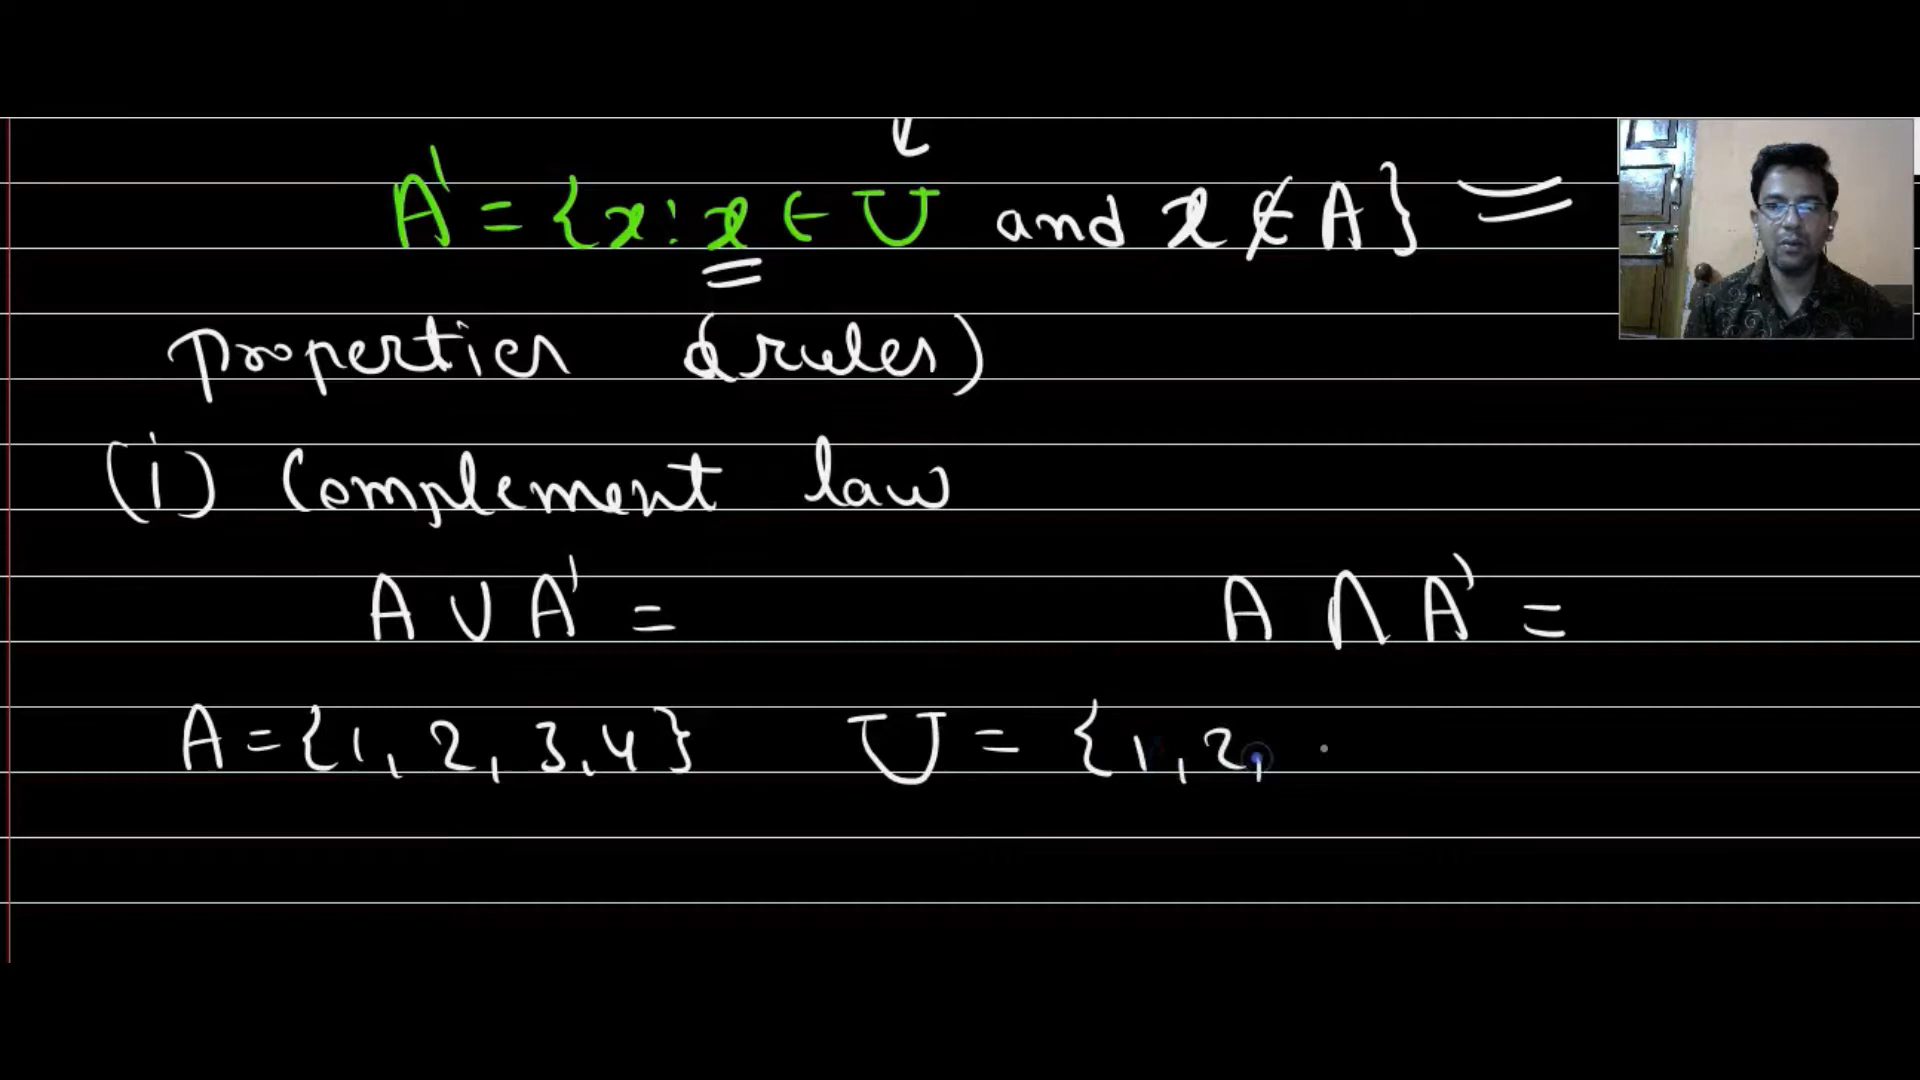 A' = {x : x ∈ U and x ∉ A}
Properties (rules)
(i) Complement law
A ∪ A' =
A ∩ A' =
A = {1, 2, 3, 4}
U = {1, 2, .